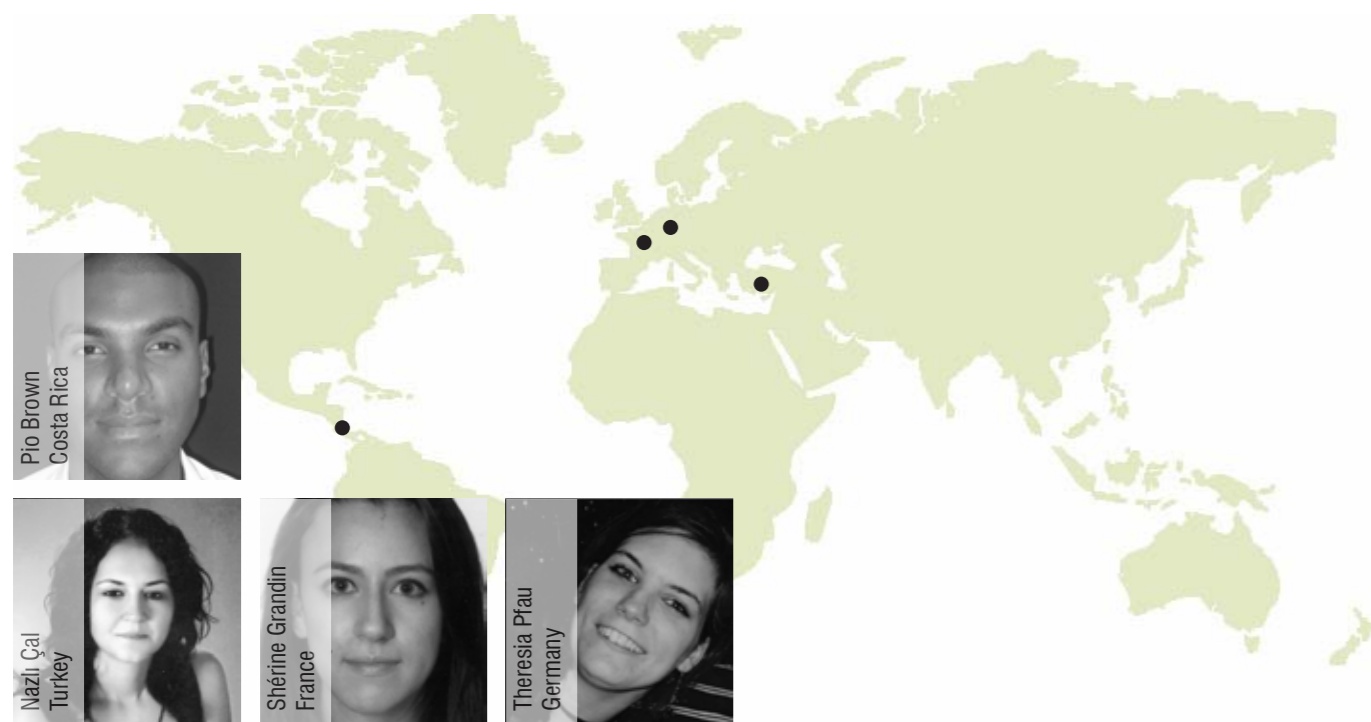 Pio Brown
Costa Rica
Nazlı Çal
Turkey
Shérine Grandin
France
Theresia Pfau
Germany